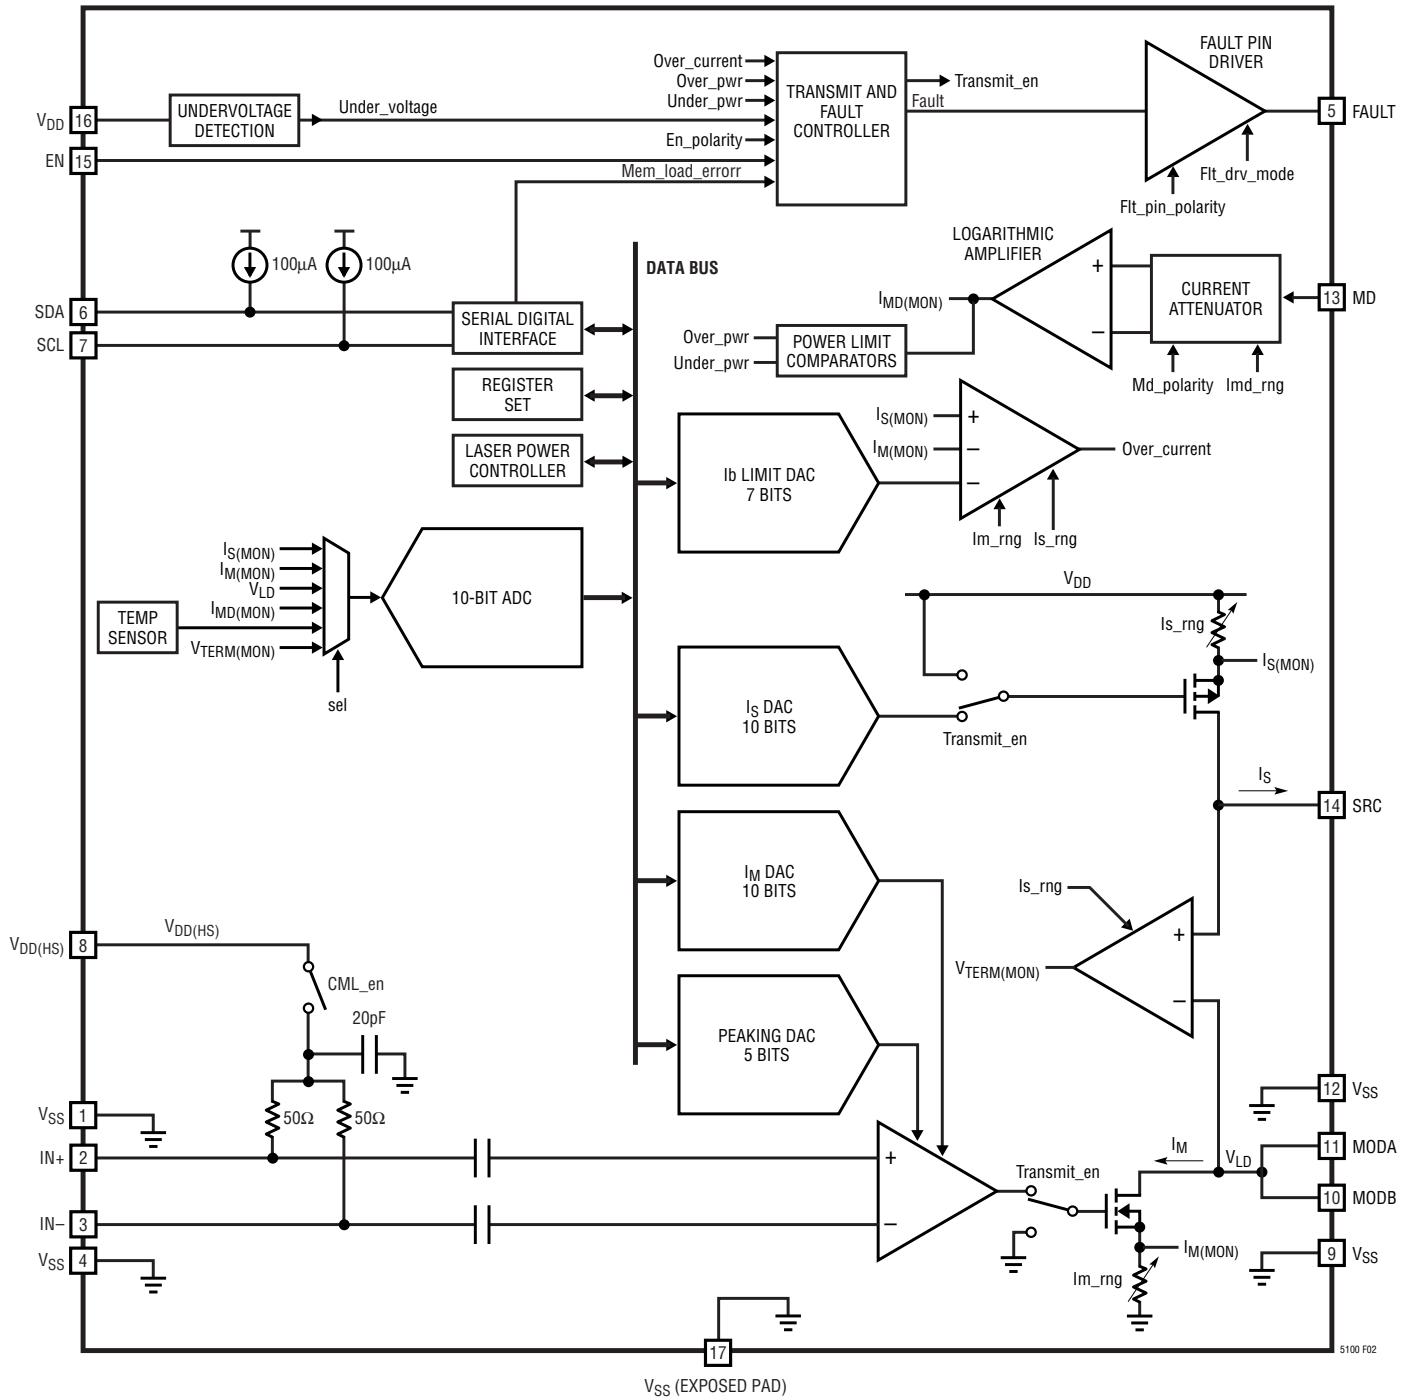 FAULT PIN
DRIVER
Over_current
Over_pwr
Under_pwr
TRANSMIT AND
FAULT
CONTROLLER
Transmit_en
Fault
VDD
16
UNDERVOLTAGE
DETECTION
Under_voltage
5
FAULT
En_polarity
EN
15
Mem_load_errorr
Flt_drv_mode
Flt_pin_polarity
100µA
100µA
DATA BUS
LOGARITHMIC
AMPLIFIER
+
–
CURRENT
ATTENUATOR
13
MD
IMD(MON)
SDA
6
SCL
7
SERIAL DIGITAL
INTERFACE
Over_pwr
Under_pwr
POWER LIMIT
COMPARATORS
Md_polarity
Imd_rng
REGISTER
SET
LASER POWER
CONTROLLER
Ib LIMIT DAC
7 BITS
IS(MON)
IM(MON)
+
–
–
Over_current
Im_rng
Is_rng
IS(MON)
IM(MON)
VLD
IMD(MON)
VTERM(MON)
TEMP
SENSOR
sel
10-BIT ADC
VDD
Is_rng
IS(MON)
IS DAC
10 BITS
Transmit_en
IS
14
SRC
IM DAC
10 BITS
Is_rng
+
–
VTERM(MON)
VDD(HS)
8
VDD(HS)
CML_en
20pF
PEAKING DAC
5 BITS
50Ω
50Ω
VSS
1
12
VSS
IN+
2
+
–
Transmit_en
IM
VLD
11
MODA
10
MODB
IN–
3
VSS
4
IM(MON)
Im_rng
9
VSS
17
VSS (EXPOSED PAD)
5100 F02